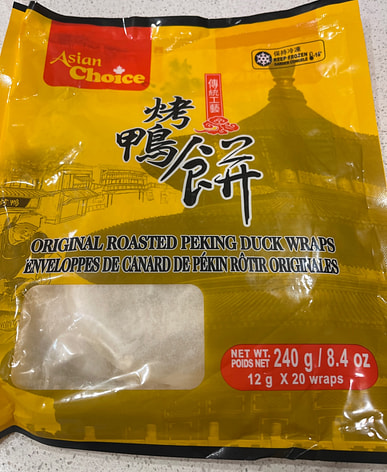 Asian
Choice
保持冷凍
KEEP FROZEN
-18°
傳統工藝
烤鴨餅
ORIGINAL ROASTED PEKING DUCK WRAPS
ENVELOPPES DE CANARD DE PÉKIN RÔTIR ORIGINALES
NET WT.
POIDS NET
240 g / 8.4 oz
12 g X 20 wraps